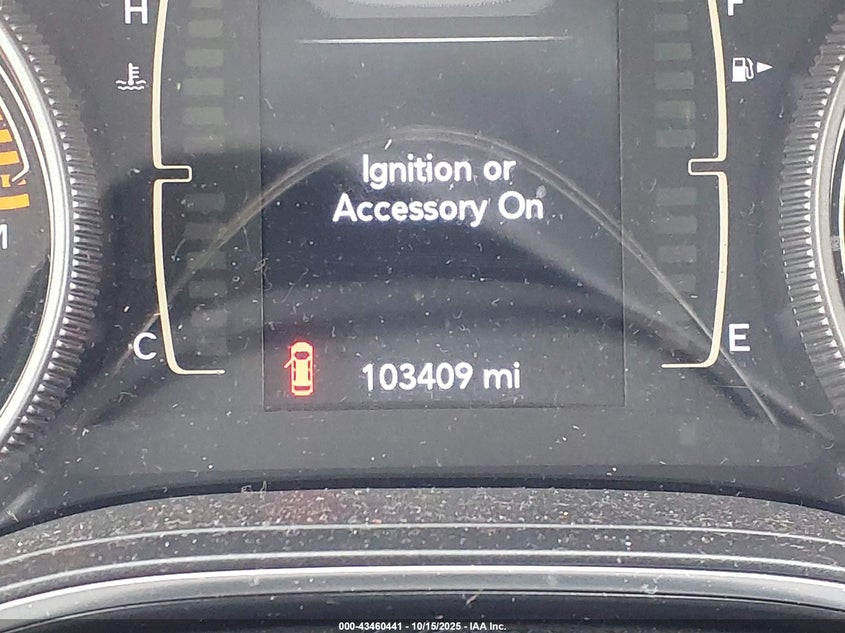 H
F
Ignition or
Accessory On
C
E
103409 mi
000-43460441 - 10/15/2025 - IAA Inc.